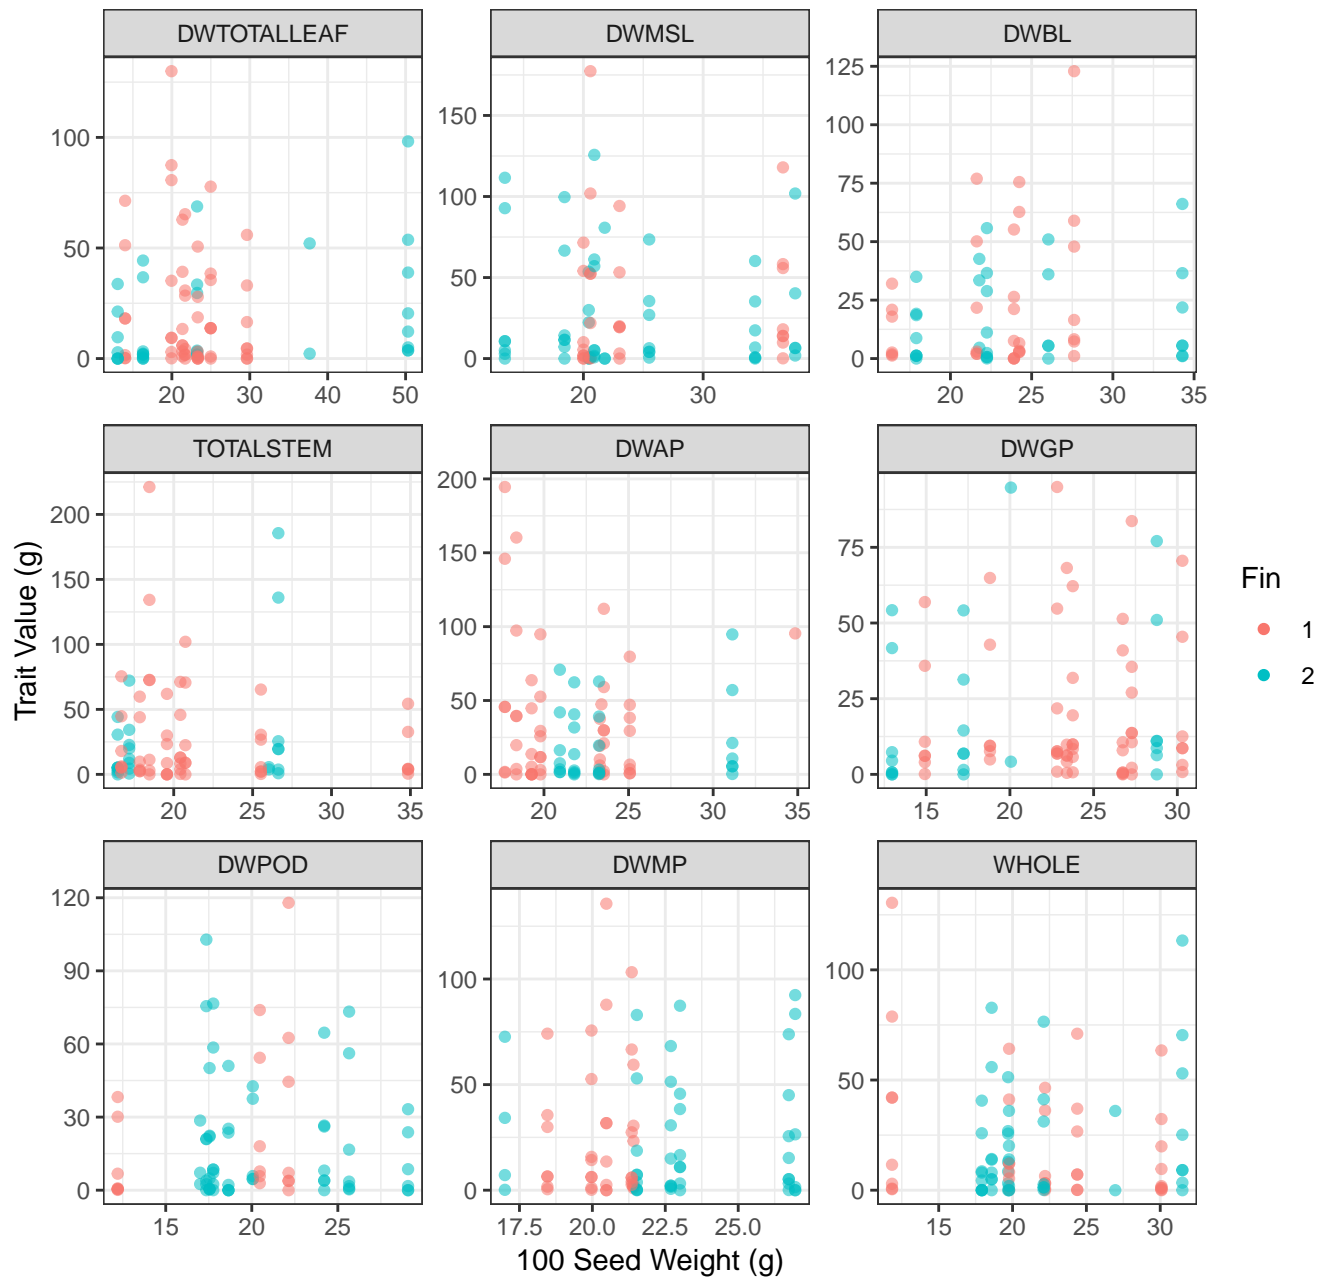 DWTOTALLEAF DWMSL DWBL
125
100
75
50
25
0
150
100
50
0
100
50
0
20 30 40 50
20 30
20 25 30 35
TOTALSTEM DWAP DWGP
200
150
100
50
0
200
150
100
50
0
75
50
25
0
20 25 30 35
20 25 30 35
15 20 25 30
DWPOD DWMP WHOLE
120
90
60
30
0
100
50
0
100
50
0
15 20 25
17.5 20.0 22.5 25.0
15 20 25 30
100 Seed Weight (g)
Trait Value (g)
Fin
1
2